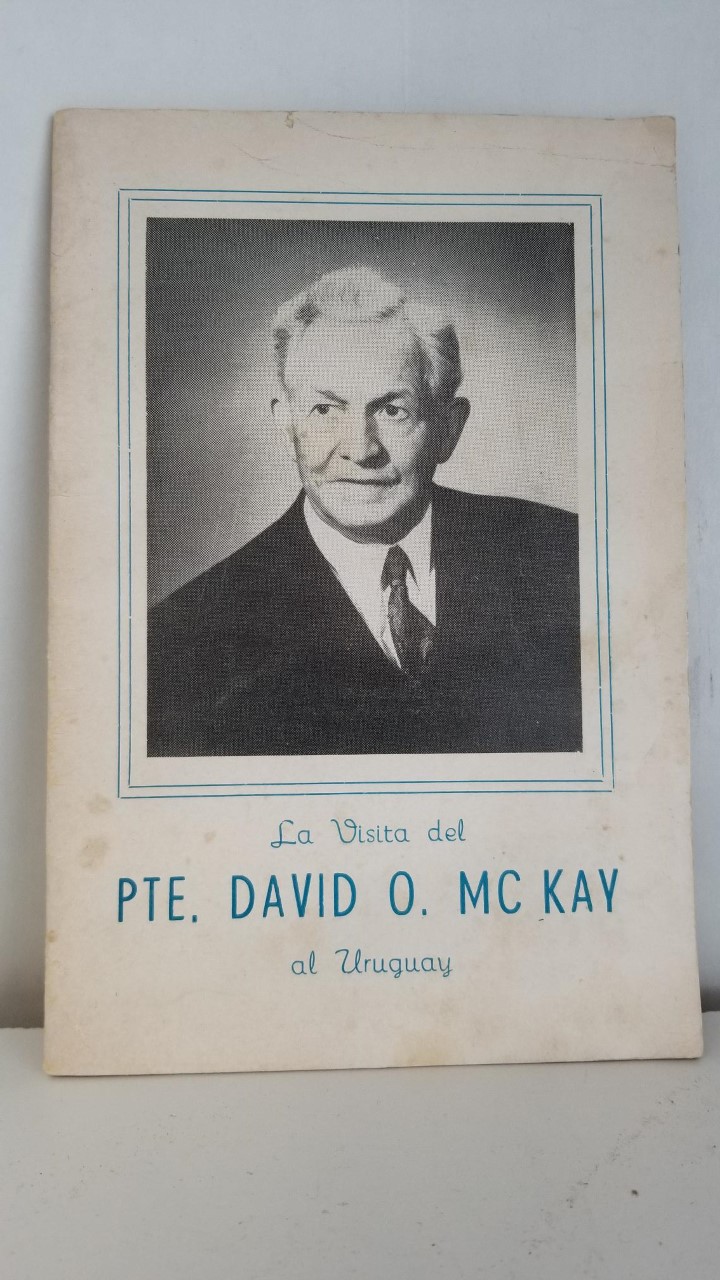 La Visita del
PTE. DAVID O. MC KAY
al Uruguay